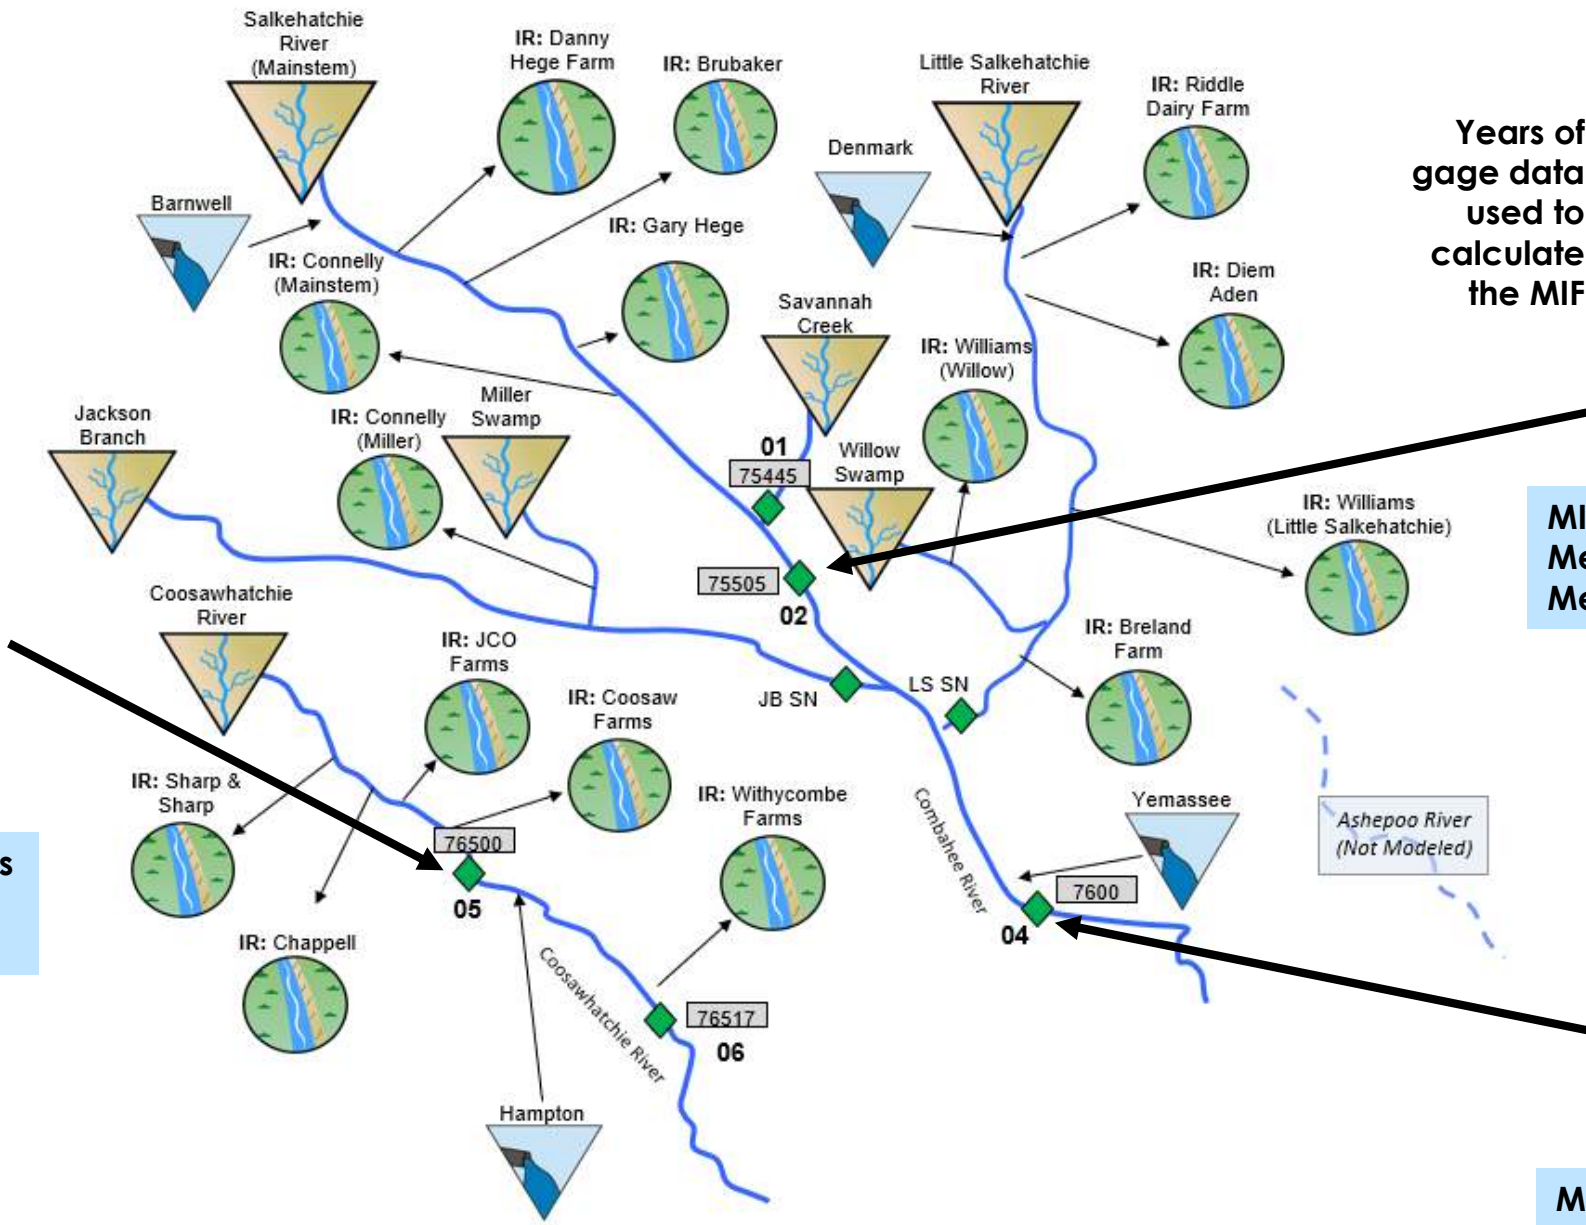 Salkehatchie
River
(Mainstem)
IR: Danny
Hege Farm
IR: Brubaker
Little Salkehatchie
River
IR: Riddle
Dairy Farm
Years of
gage data
used to
calculate
the MIF
Denmark
Barnwell
IR: Gary Hege
IR: Connelly
(Mainstem)
IR: Diem
Aden
Savannah
Creek
IR: Williams
(Willow)
Miller
Swamp
Jackson
Branch
IR: Connelly
(Miller)
01
75445
Willow
Swamp
IR: Williams
(Little Salkehatchie)
MI
Me
Me
75505
02
Coosawhatchie
River
IR: JCO
Farms
IR: Breland
Farm
JB SN
LS SN
IR: Coosaw
Farms
IR: Sharp &
Sharp
IR: Withycombe
Farms
Combahee River
Yemassee
Ashepoo River
(Not Modeled)
s
76500
05
7600
04
IR: Chappell
Coosawhatchie River
76517
06
Hampton
M